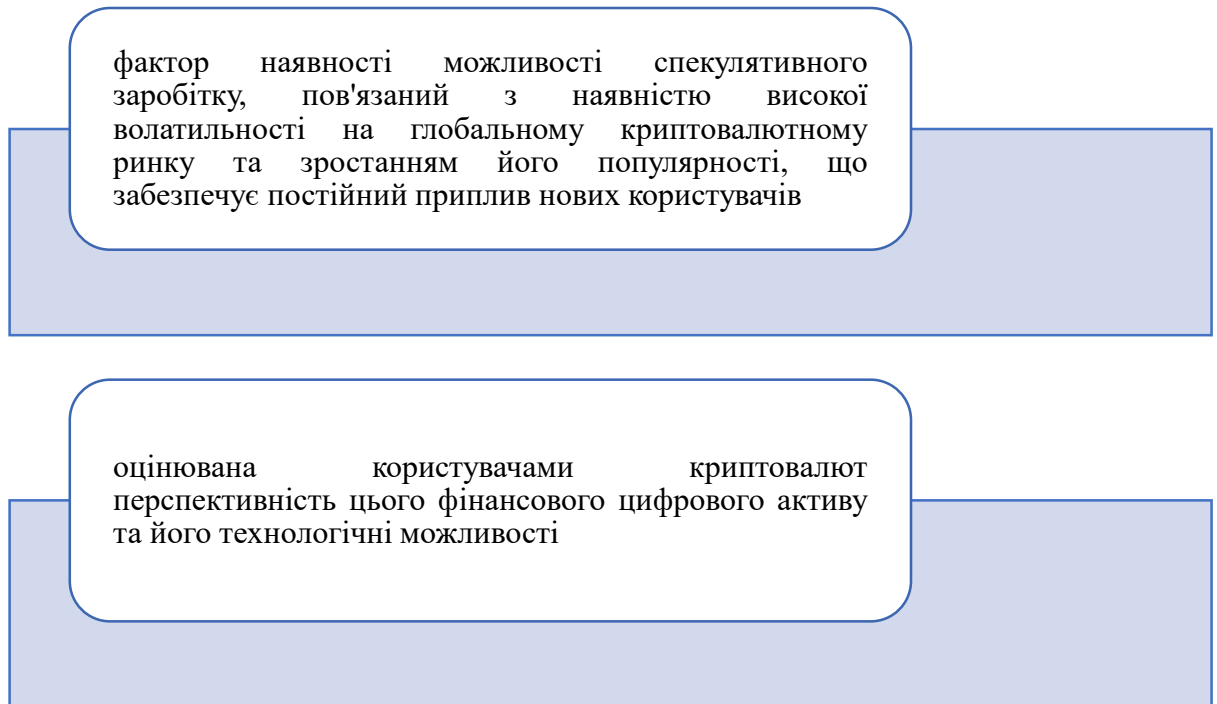 фактор наявності можливості спекулятивного
заробітку, пов'язаний з наявністю високої
волатильності на глобальному криптовалютному
ринку та зростанням його популярності, що
забезпечує постійний приплив нових користувачів
оцінювана користувачами криптовалют
перспективність цього фінансового цифрового активу
та його технологічні можливості